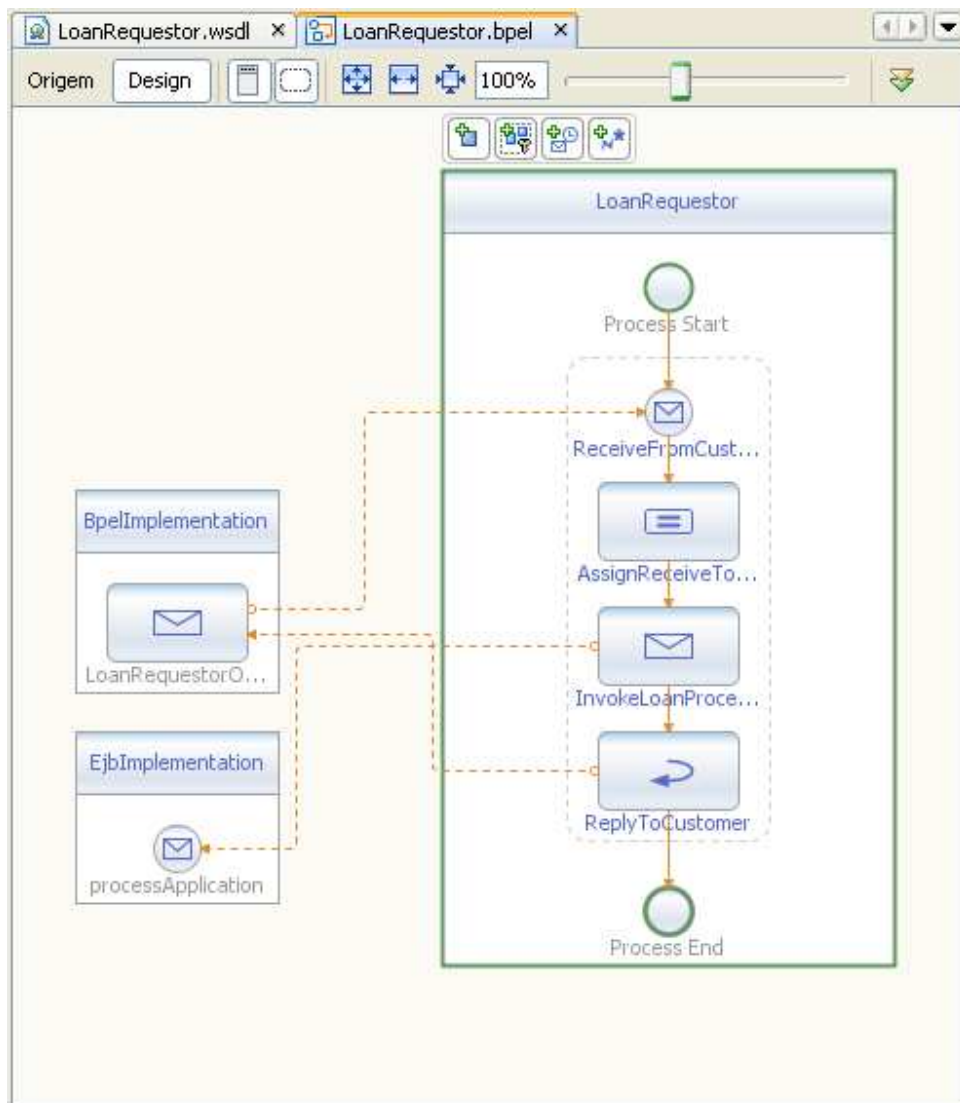 LoanRequestor.wsdl LoanRequestor.bpel
Origem Design 100%
LoanRequestor
Process Start
ReceiveFromCust...
BpelImplementation
AssignReceiveTo...
LoanRequestorO...
InvokeLoanProce...
EjbImplementation
ReplyToCustomer
processApplication
Process End